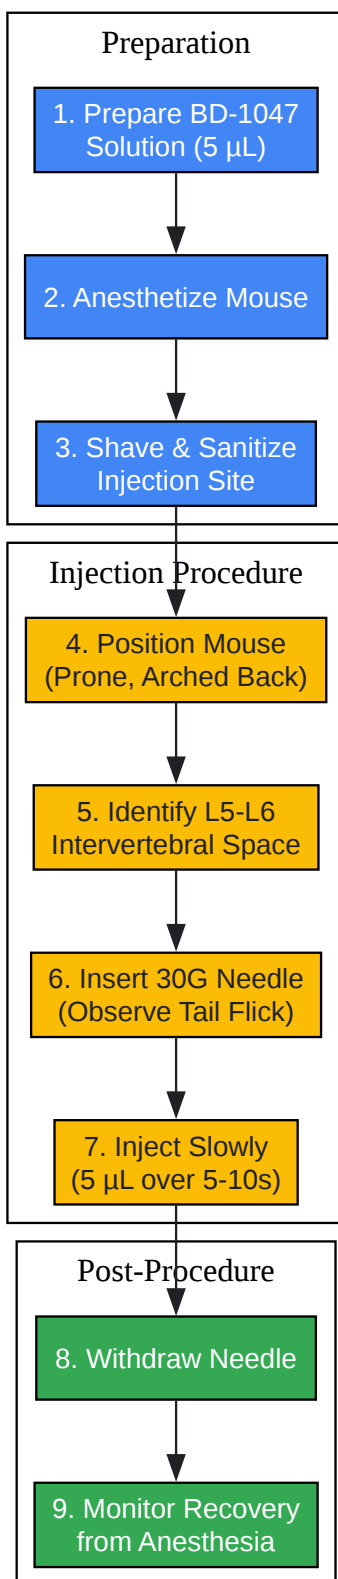 Preparation
1. Prepare BD-1047
Solution (5 µL)
2. Anesthetize Mouse
3. Shave & Sanitize
Injection Site
Injection Procedure
4. Position Mouse
(Prone, Arched Back)
5. Identify L5-L6
Intervertebral Space
6. Insert 30G Needle
(Observe Tail Flick)
7. Inject Slowly
(5 µL over 5-10s)
Post-Procedure
8. Withdraw Needle
9. Monitor Recovery
from Anesthesia